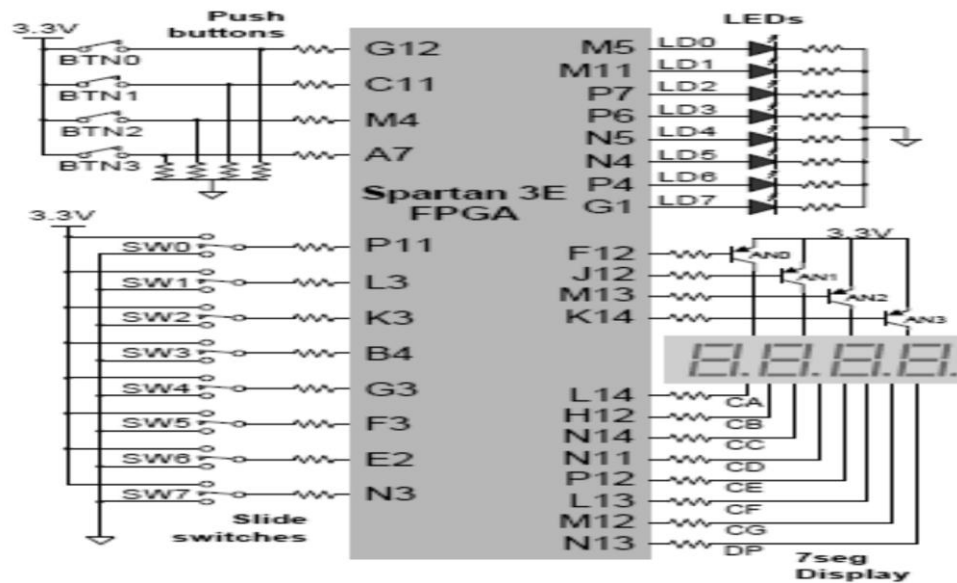 3.3V
Push
buttons
BTN0
BTN1
BTN2
BTN3
G12
C11
M4
A7
Spartan 3E
FPGA
3.3V
SW0
SW1
SW2
SW3
SW4
SW5
SW6
SW7
P11
L3
K3
B4
G3
F3
E2
N3
Slide
switches
LEDs
M5 LD0
M11 LD1
P7 LD2
P6 LD3
N5 LD4
N4 LD5
P4 LD6
G1 LD7
3.3V
F12 AN0
J12 AN1
M13 AN2
K14 AN3
8.8.8.8.
L14 CA
H12 CB
N14 CC
N11 CD
P12 CE
L13 CF
M12 CG
N13 DP
7seg
Display